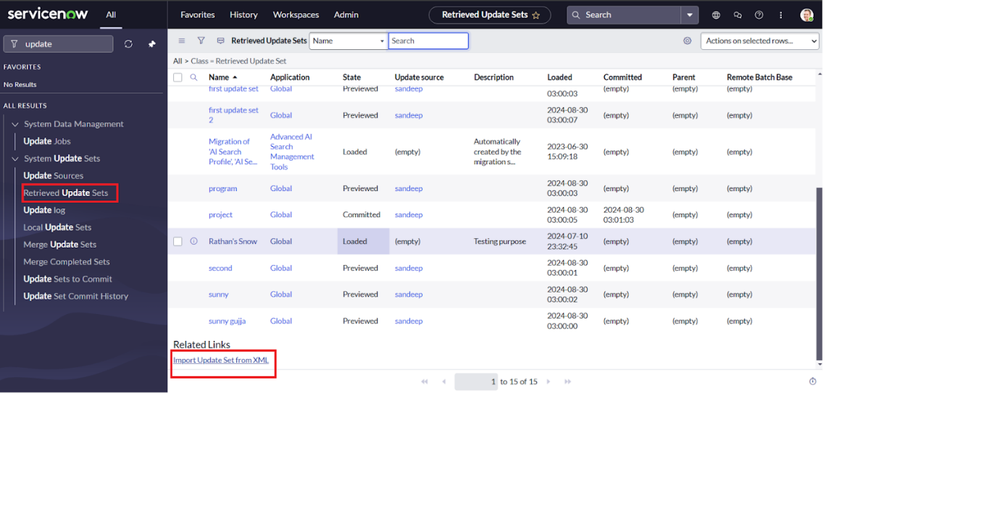 servicenow
All
Favorites History Workspaces Admin
Retrieved Update Sets
Search
update
FAVORITES
No Results
ALL RESULTS
System Data Management
Update Jobs
System Update Sets
Update Sources
Retrieved Update Sets
Update log
Local Update Sets
Merge Update Sets
Merge Completed Sets
Update Sets to Commit
Update Set Commit History
Retrieved Update Sets Name Search
Actions on selected rows...
All > Class = Retrieved Update Set
Name Application State Update source Description Loaded Committed Parent Remote Batch Base
first update set Global Previewed sandeep 03:00:03 (empty) (empty) (empty)
first update set 2 Global Previewed sandeep 2024-08-30 03:00:07 (empty) (empty) (empty)
Migration of 'AI Search Profile', 'AI Se... Advanced AI Search Management Tools Loaded (empty) Automatically created by the migration s... 2023-06-30 15:09:18 (empty) (empty) (empty)
program Global Previewed sandeep 2024-08-30 03:00:03 (empty) (empty) (empty)
project Global Committed sandeep 2024-08-30 03:00:05 2024-08-30 03:01:03 (empty) (empty)
Rathan's Snow Global Loaded (empty) Testing purpose 2024-07-10 23:32:45 (empty) (empty) (empty)
second Global Previewed sandeep 2024-08-30 03:00:01 (empty) (empty) (empty)
sunny Global Previewed sandeep 2024-08-30 03:00:02 (empty) (empty) (empty)
sunny gujja Global Previewed sandeep 2024-08-30 03:00:00 (empty) (empty) (empty)
Related Links
Import Update Set from XML
1 to 15 of 15